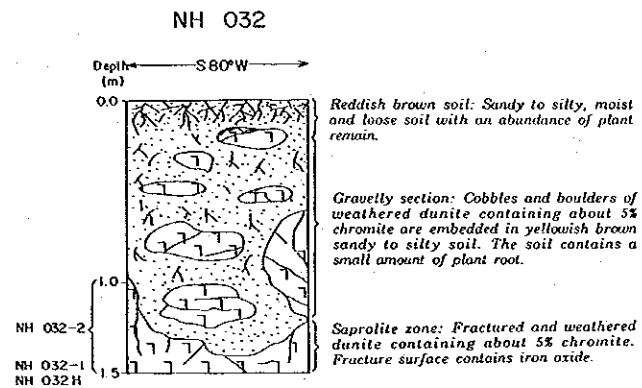 NH 032
Depth S80°W
(m)
0.0
Reddish brown soil: Sandy to silty, moist
and loose soil with an abundance of plant
remain.
Gravelly section: Cobbles and boulders of
weathered dunite containing about 5%
chromite are embedded in yellowish brown
sandy to silty soil. The soil contains a
small amount of plant root.
1.0
NH 032-2
Saprolite zone: Fractured and weathered
dunite containing about 5% chromite.
Fracture surface contains iron oxide.
NH 032-1
1.5
NH 032H